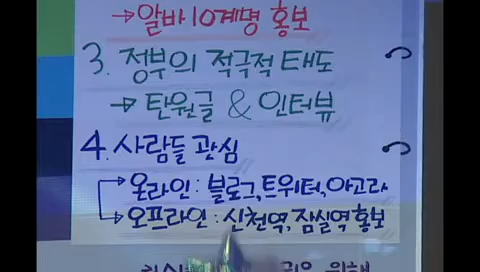 →알바10계명 홍보
3. 정부의 적극적 태도
→ 탄원글 & 인터뷰
4. 사람들 관심
→온라인 : 블로그,트위터,아고라
→오프라인 : 신천역,잠실역 홍보